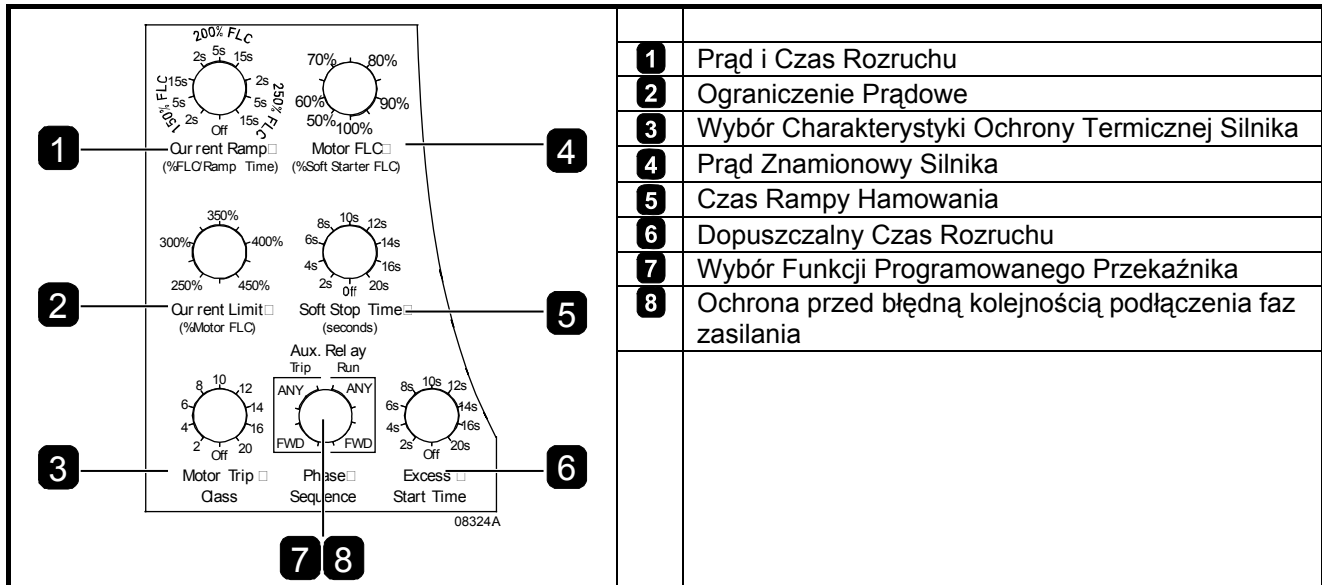 200% FLC
2s 5s 15s
150% FLC
15s
5s
2s
Off
2s
5s
15s
250% FLC
Current Ramp
(%FLC/Ramp Time)
70% 80%
60% 90%
50% 100%
Motor FLC
(%Soft Starter FLC)
1
4
350%
300% 400%
250% 450%
Current Limit
(%Motor FLC)
8s 10s 12s
6s 14s
4s 16s
2s Off 20s
Soft Stop Time
(seconds)
2
5
Aux. Relay
Trip Run
8 10 12
6 14
4 16
2 Off 20
Motor Trip
Class
ANY ANY
FWD FWD
Phase
Sequence
8s 10s 12s
6s 14s
4s 16s
2s Off 20s
Excess
Start Time
3
6
08324A
7 8
1 Prąd i Czas Rozruchu
2 Ograniczenie Prądowe
3 Wybór Charakterystyki Ochrony Termicznej Silnika
4 Prąd Znamionowy Silnika
5 Czas Rampy Hamowania
6 Dopuszczalny Czas Rozruchu
7 Wybór Funkcji Programowanego Przekaźnika
8 Ochrona przed błędną kolejnością podłączenia faz
zasilania